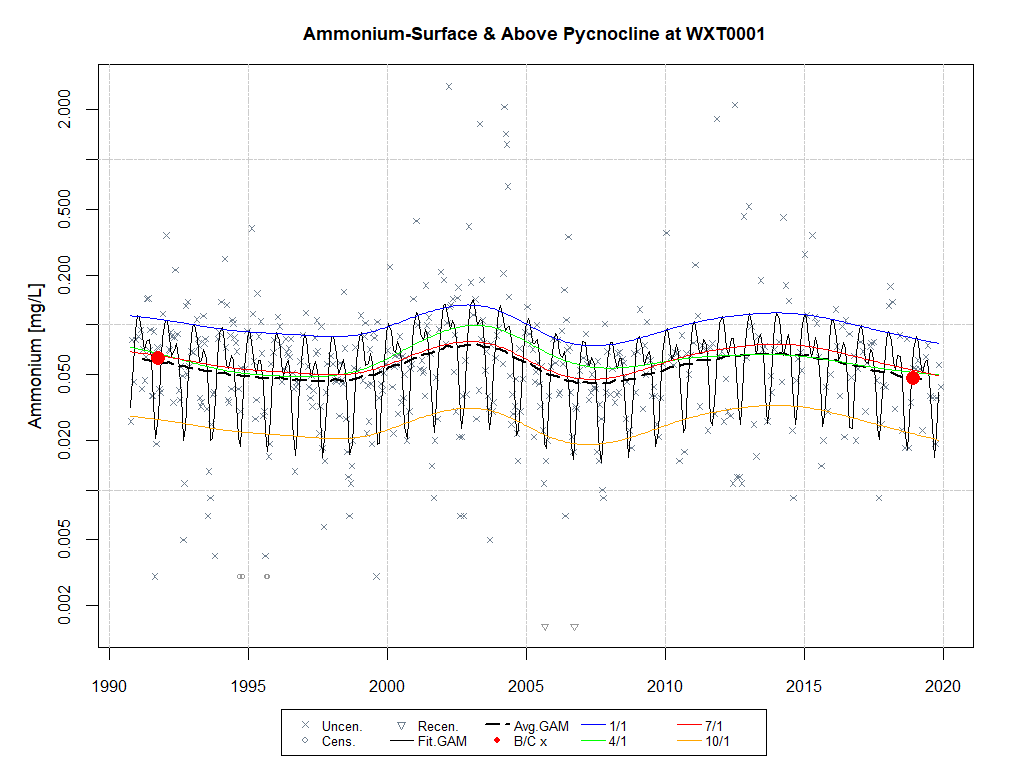 Ammonium-Surface & Above Pycnocline at WXT0001
Ammonium [mg/L]
2.000
0.500
0.200
0.050
0.020
0.005
0.002
1990 1995 2000 2005 2010 2015 2020
Uncen. Recen. Avg.GAM 1/1 7/1
Cens. Fit.GAM B/C x 4/1 10/1